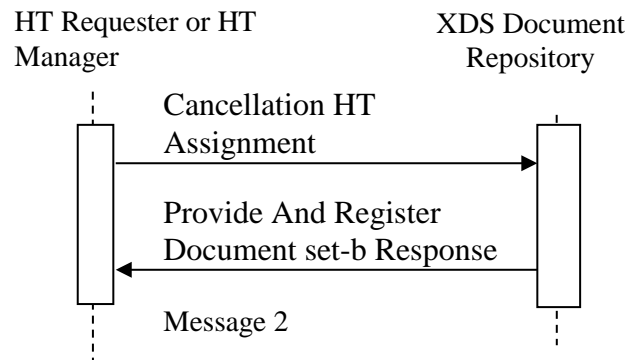 HT Requester or HT
Manager
XDS Document
Repository
Cancellation HT
Assignment
Provide And Register
Document set-b Response
Message 2